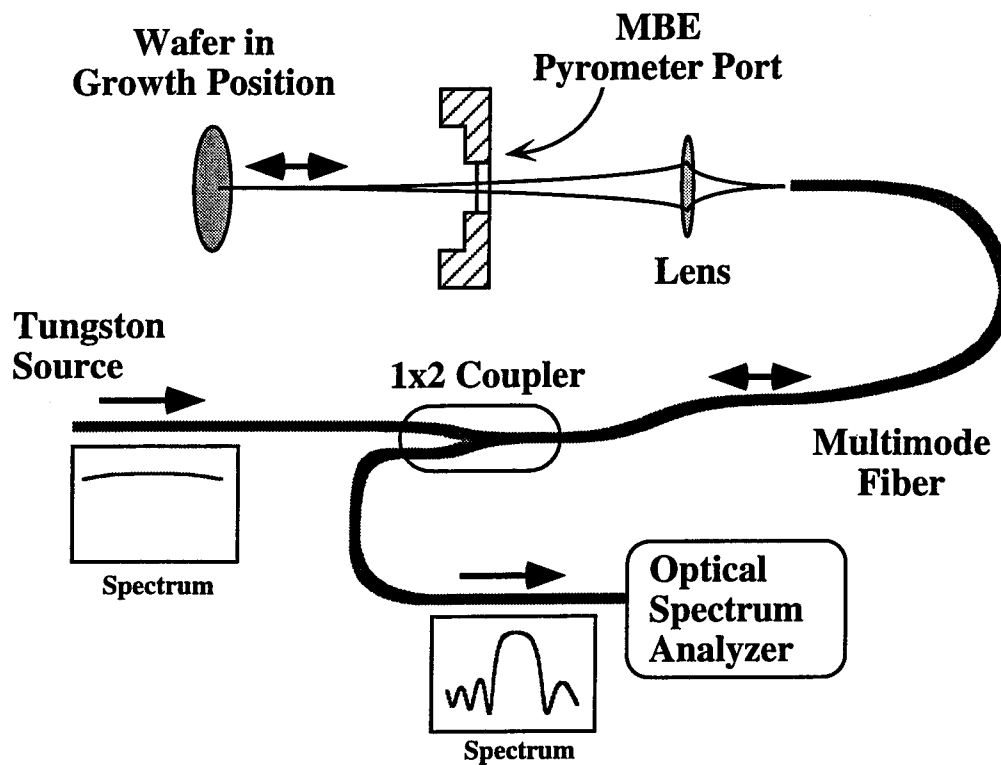 Wafer in
Growth Position
MBE
Pyrometer Port
Lens
Tungston
Source
1x2 Coupler
Multimode
Fiber
Spectrum
Optical
Spectrum
Analyzer
Spectrum